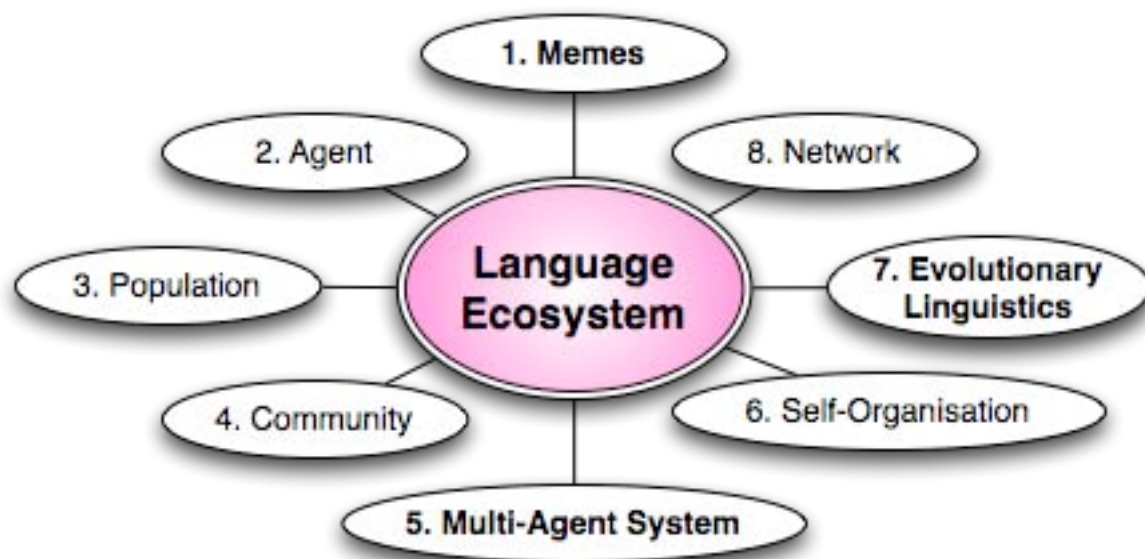 1. Memes
2. Agent
8. Network
3. Population
Language
Ecosystem
7. Evolutionary
Linguistics
4. Community
6. Self-Organisation
5. Multi-Agent System